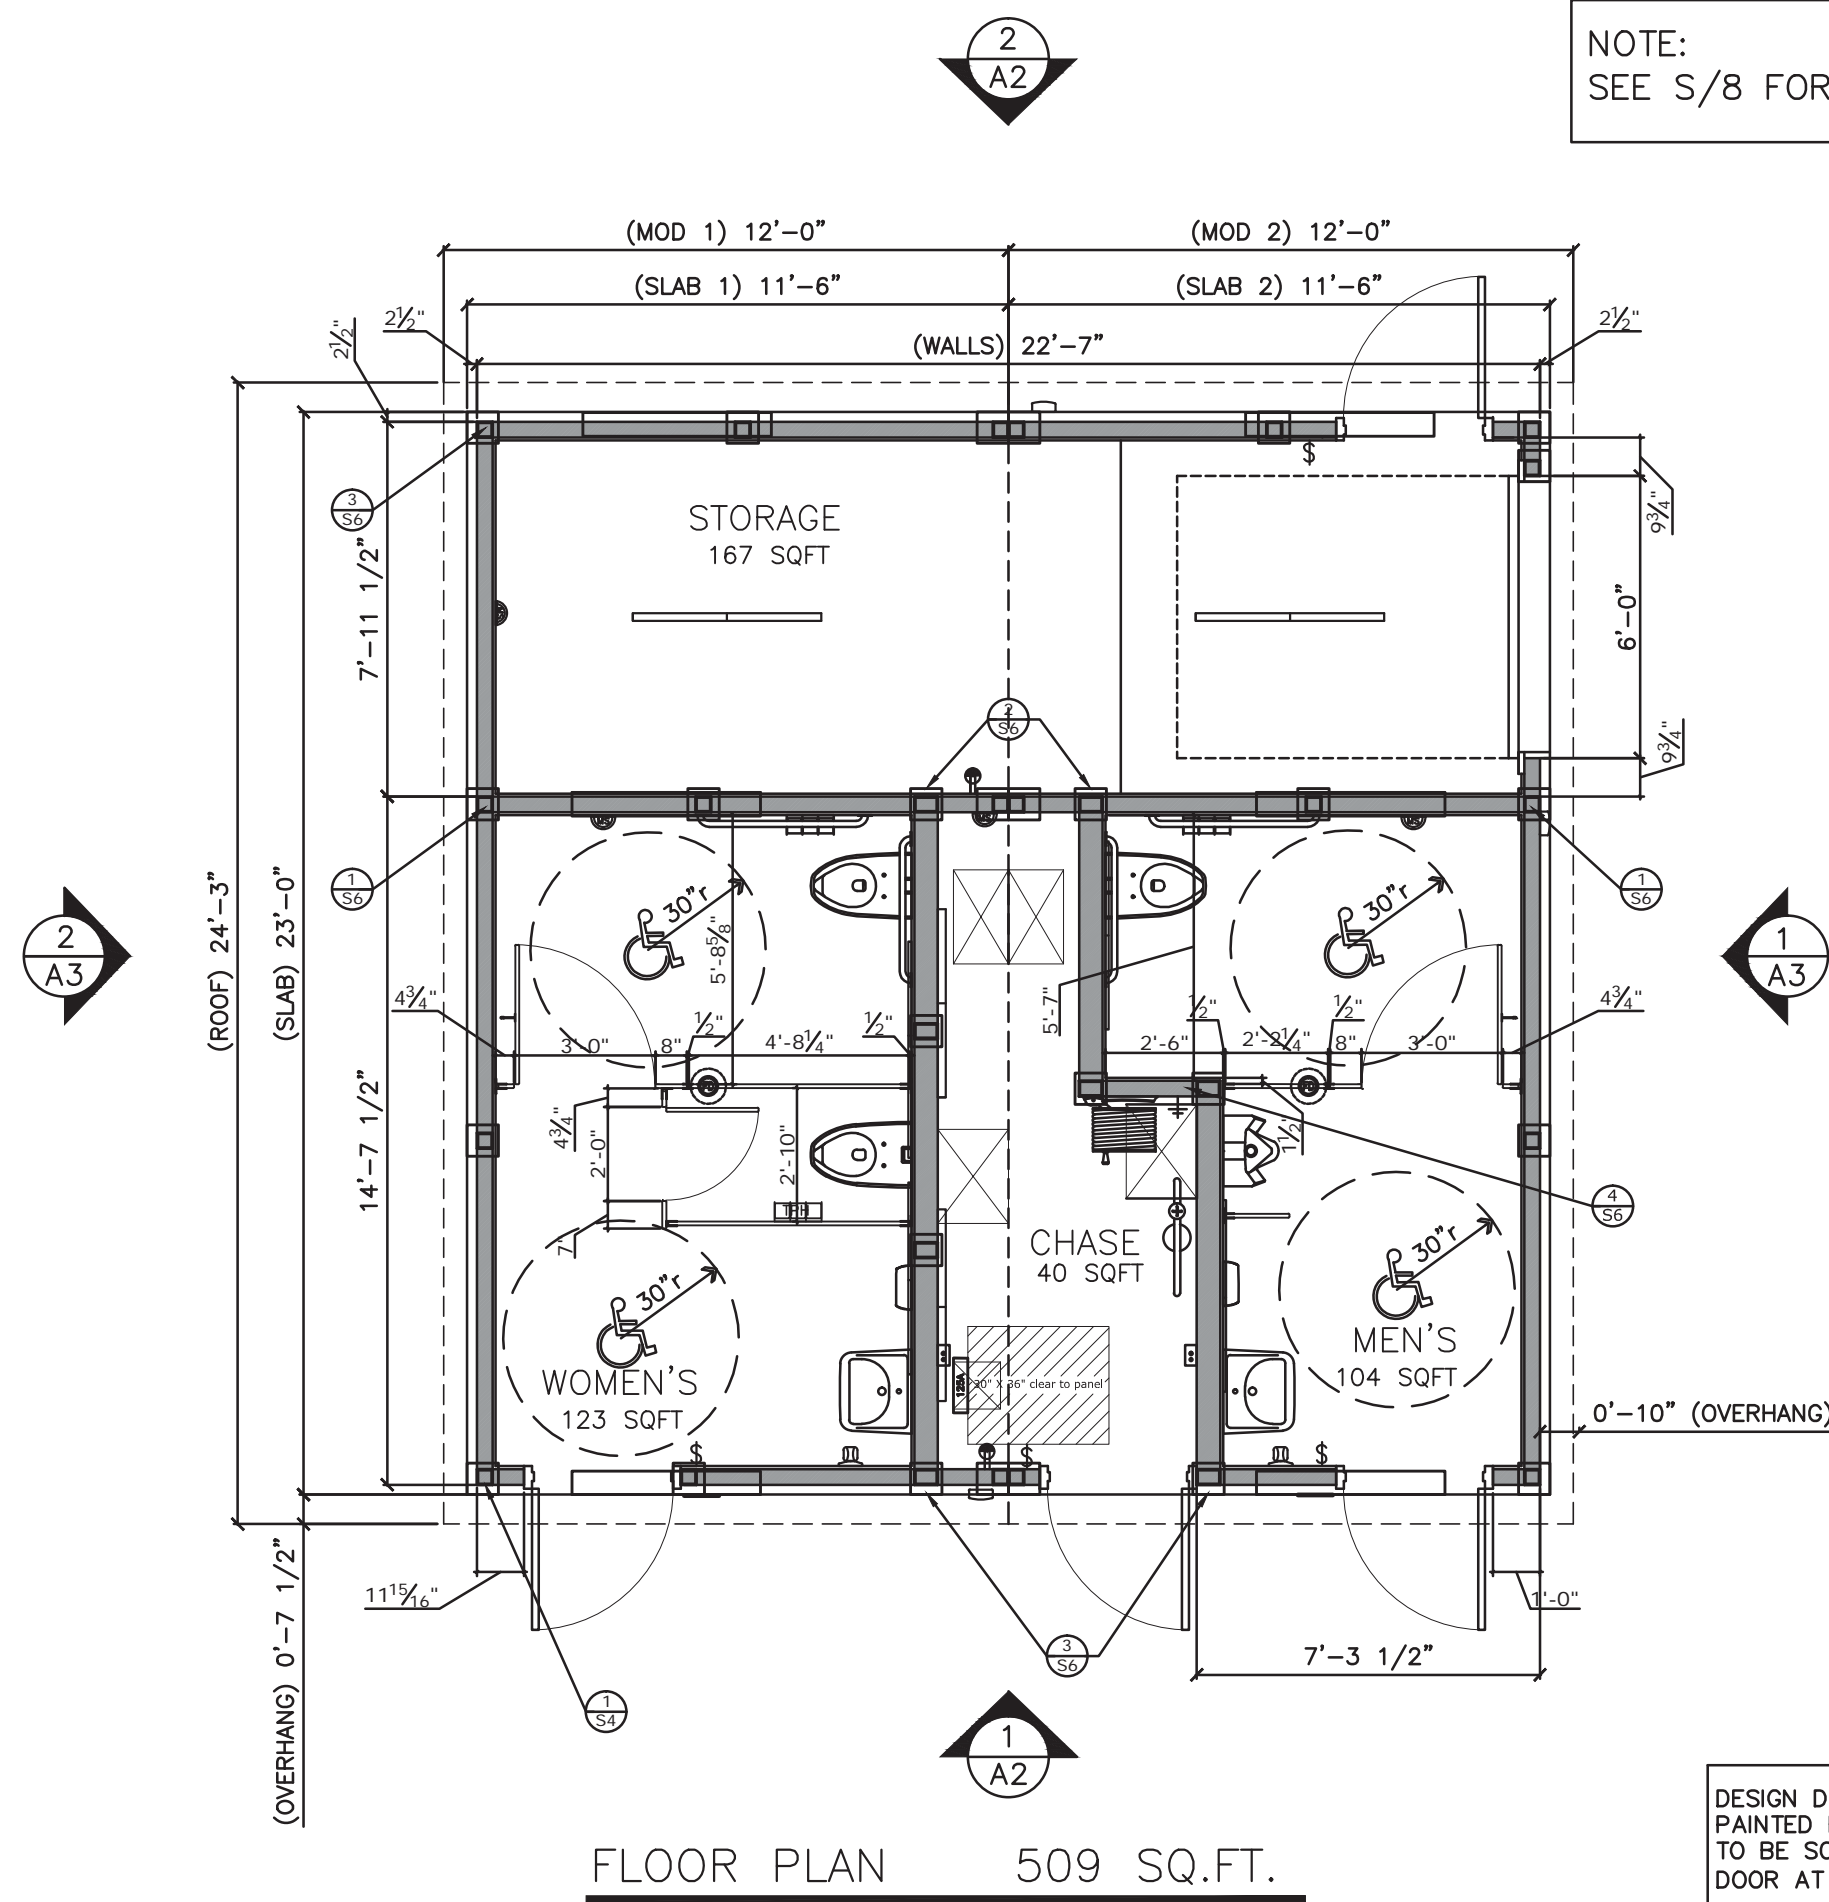 2
A2
NOTE:
SEE S/8 FOR
(MOD 1) 12'-0"
(MOD 2) 12'-0"
(SLAB 1) 11'-6"
(SLAB 2) 11'-6"
2½"
2½"
2½"
(WALLS) 22'-7"
$
3
S6
STORAGE
167 SQFT
9¾"
7'-11 1/2"
6'-0"
2
S6
9¾"
1
S6
1
S6
(ROOF) 24'-3"
(SLAB) 23'-0"
30"r
30"r
5'-8⅝"
2
A3
1
A3
4¾"
½"
½"
5'-7"
½"
½"
4¾"
3'-0"
8"
4'-8¼"
2'-6"
2'-2¼"
8"
3'-0"
14'-7 1/2"
4¾"
2'-0"
2'-10"
1½"
4
S6
TPH
7"
CHASE
40 SQFT
30"r
30"r
MEN'S
104 SQFT
WOMEN'S
123 SQFT
125A
30" X 36" clear to panel
0'-10" (OVERHANG)
$
$
$
(OVERHANG) 0'-7 1/2"
11 15/16"
1'-0"
3
S6
7'-3 1/2"
1
S4
1
A2
FLOOR PLAN 509 SQ.FT.
DESIGN D
PAINTED
TO BE SC
DOOR AT